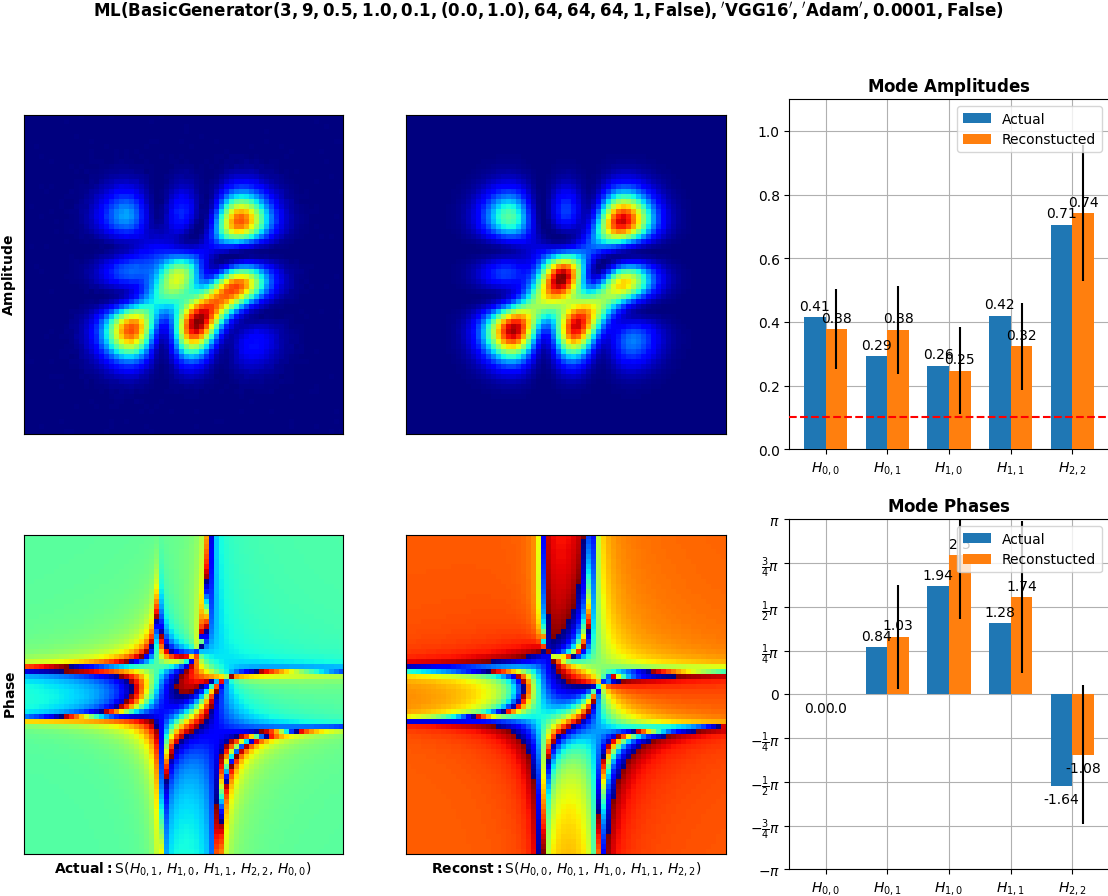 ML(BasicGenerator(3, 9, 0.5, 1.0, 0.1, (0.0, 1.0), 64, 64, 64, 1, False), ′VGG16′, ′Adam′, 0.0001, False)
Mode Amplitudes
Amplitude
1.0
0.8
0.6
0.4
0.2
0.0
Actual
Reconstucted
0.41
0.38
0.29
0.38
0.26
0.25
0.42
0.32
0.71
0.74
H0,0
H0,1
H1,0
H1,1
H2,2
Mode Phases
Phase
π
3/4π
1/2π
1/4π
0
−1/4π
−1/2π
−3/4π
−π
Actual
Reconstucted
0.0
0.0
0.84
1.03
1.94
1.28
1.74
-1.64
-1.08
H0,0
H0,1
H1,0
H1,1
H2,2
Actual: S(H0,1, H1,0, H1,1, H2,2, H0,0)
Reconst: S(H0,0, H0,1, H1,0, H1,1, H2,2)